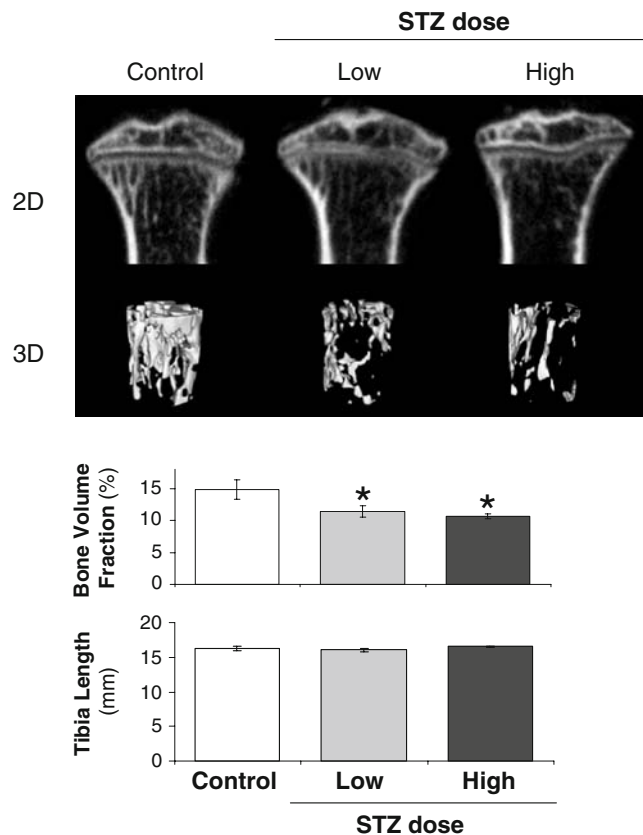 STZ dose
Control Low High
2D
3D
Bone Volume
Fraction (%)
15
10
5
0
*
*
Tibia Length
(mm)
20
15
10
5
0
Control Low High
STZ dose